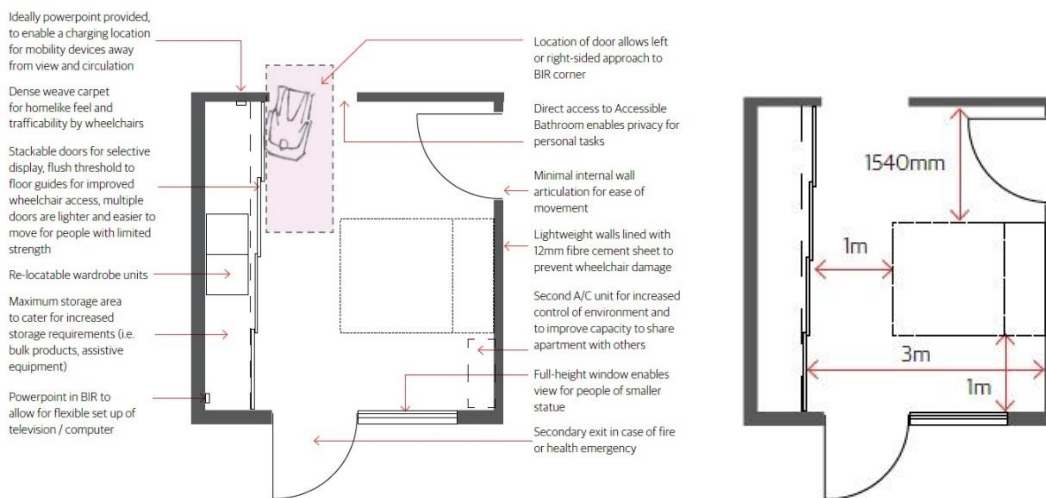 Ideally powerpoint provided,
to enable a charging location
for mobility devices away
from view and circulation
Dense weave carpet
for homelike feel and
trafficability by wheelchairs
Stackable doors for selective
display, flush threshold to
floor guides for improved
wheelchair access, multiple
doors are lighter and easier to
move for people with limited
strength
Re-locatable wardrobe units
Maximum storage area
to cater for increased
storage requirements (i.e.
bulk products, assistive
equipment)
Powerpoint in BIR to
allow for flexible set up of
television / computer
Location of door allows left
or right-sided approach to
BIR corner
Direct access to Accessible
Bathroom enables privacy for
personal tasks
Minimal internal wall
articulation for ease of
movement
Lightweight walls lined with
12mm fibre cement sheet to
prevent wheelchair damage
Second A/C unit for increased
control of environment and
to improve capacity to share
apartment with others
Full-height window enables
view for people of smaller
statue
Secondary exit in case of fire
or health emergency
1540mm
1m
3m
1m